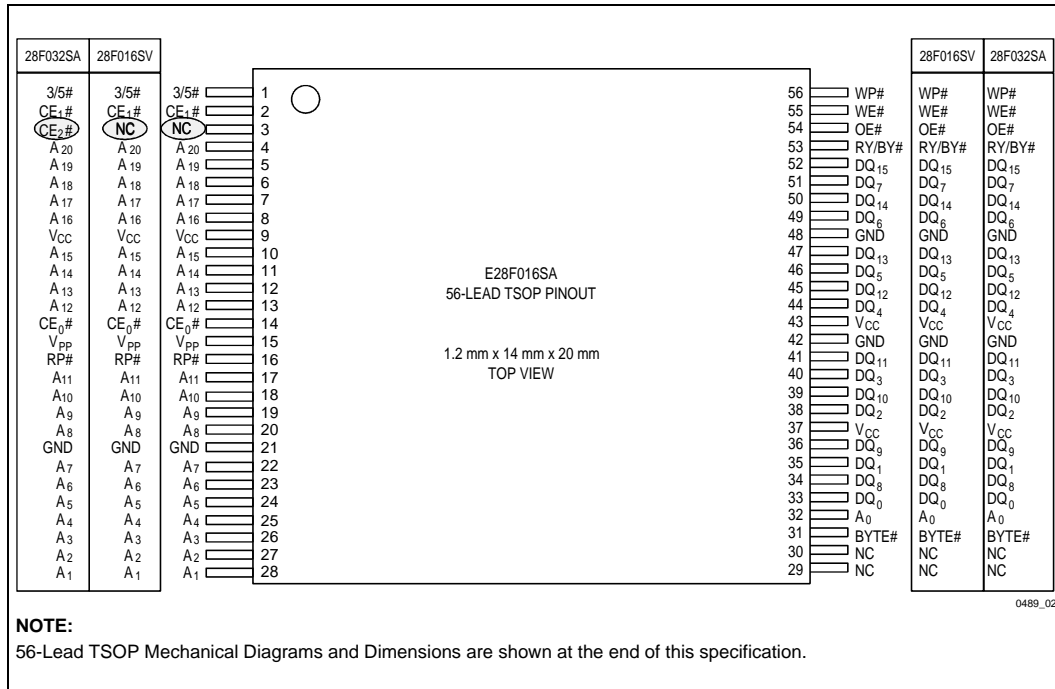 28F032SA 28F016SV 28F016SV 28F032SA
3/5# 3/5# 3/5# 1 56 WP# WP# WP#
CE1# CE1# CE1# 2 55 WE# WE# WE#
CE2# NC NC 3 54 OE# OE# OE#
A20 A20 A20 4 53 RY/BY# RY/BY# RY/BY#
A19 A19 A19 5 52 DQ15 DQ15 DQ15
A18 A18 A18 6 51 DQ7 DQ7 DQ7
A17 A17 A17 7 50 DQ14 DQ14 DQ14
A16 A16 A16 8 49 DQ6 DQ6 DQ6
VCC VCC VCC 9 48 GND GND GND
A15 A15 A15 10 47 DQ13 DQ13 DQ13
A14 A14 A14 11 46 DQ5 DQ5 DQ5
A13 A13 A13 12 45 DQ12 DQ12 DQ12
A12 A12 A12 13 44 DQ4 DQ4 DQ4
CE0# CE0# CE0# 14 43 VCC VCC VCC
VPP VPP VPP 15 42 GND GND GND
RP# RP# RP# 16 41 DQ11 DQ11 DQ11
A11 A11 A11 17 40 DQ3 DQ3 DQ3
A10 A10 A10 18 39 DQ10 DQ10 DQ10
A9 A9 A9 19 38 DQ2 DQ2 DQ2
A8 A8 A8 20 37 VCC VCC VCC
GND GND GND 21 36 DQ9 DQ9 DQ9
A7 A7 A7 22 35 DQ1 DQ1 DQ1
A6 A6 A6 23 34 DQ8 DQ8 DQ8
A5 A5 A5 24 33 DQ0 DQ0 DQ0
A4 A4 A4 25 32 A0 A0 A0
A3 A3 A3 26 31 BYTE# BYTE# BYTE#
A2 A2 A2 27 30 NC NC NC
A1 A1 A1 28 29 NC NC NC
E28F016SA
56-LEAD TSOP PINOUT
1.2 mm x 14 mm x 20 mm
TOP VIEW
0489_02
NOTE:
56-Lead TSOP Mechanical Diagrams and Dimensions are shown at the end of this specification.